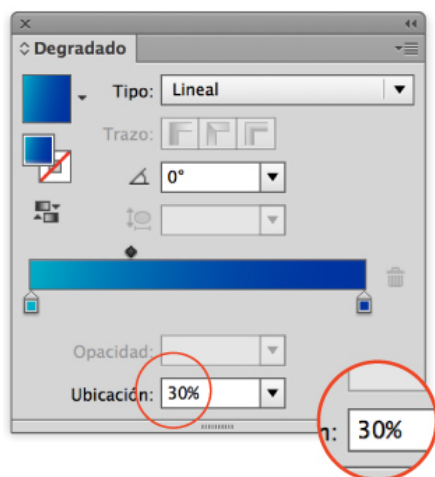 Degradado
Tipo: Lineal
Trazo:
0°
Opacidad:
Ubicación: 30%
n: 30%